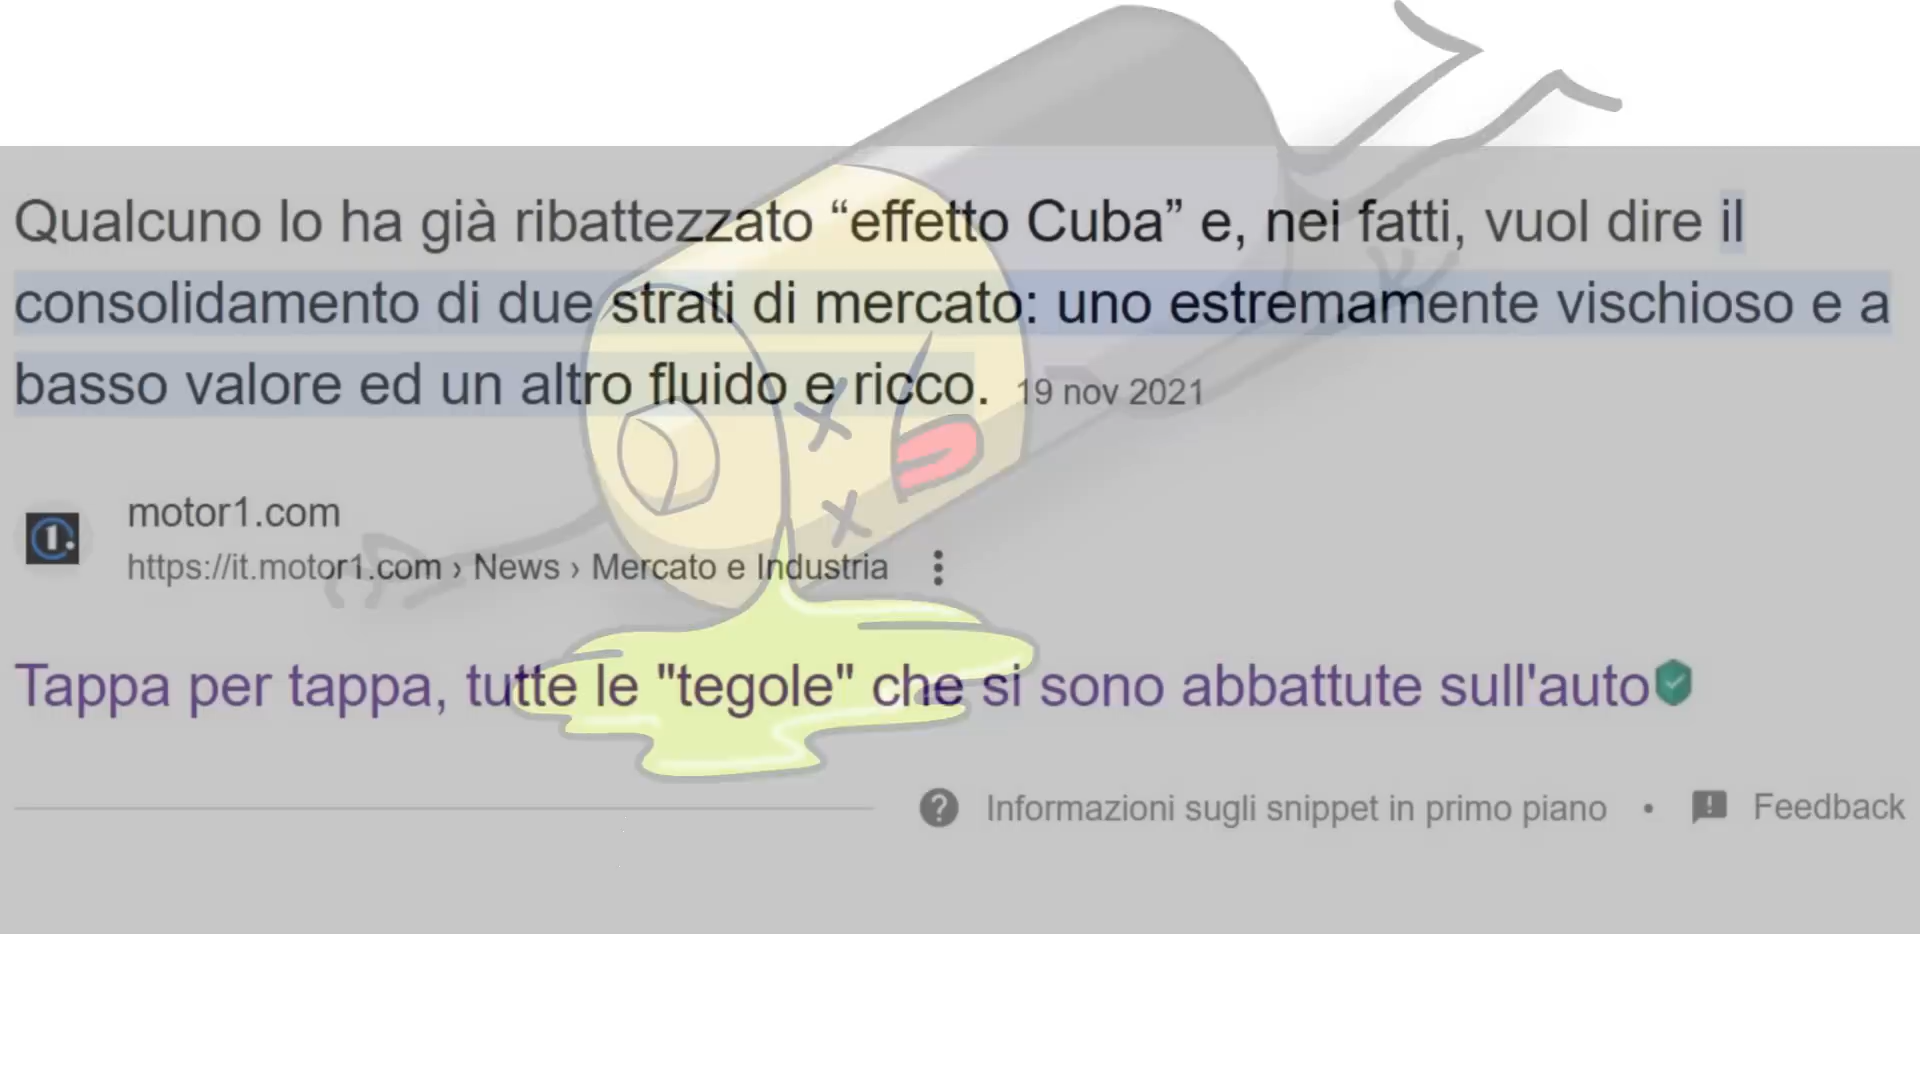 Qualcuno lo ha già ribattezzato “effetto Cuba” e, nei fatti, vuol dire il
consolidamento di due strati di mercato: uno estremamente vischioso e a
basso valore ed un altro fluido e ricco. 19 nov 2021
motor1.com
https://it.motor1.com › News › Mercato e Industria
Tappa per tappa, tutte le "tegole" che si sono abbattute sull'auto
Informazioni sugli snippet in primo piano • Feedback